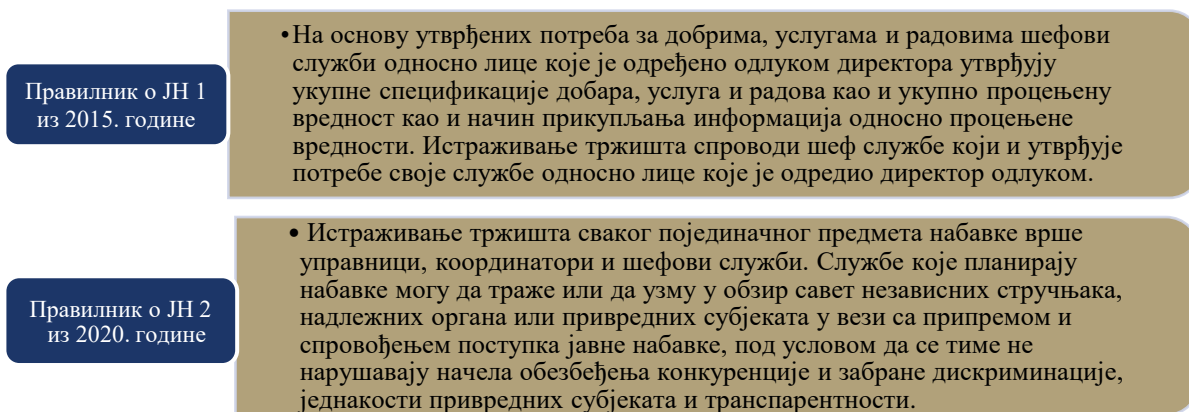 Правилник о ЈН 1
из 2015. године
•На основу утврђених потреба за добрима, услугама и радовима шефови
службе односно лице које је одређено одлуком директора утврђују
укупне спецификације добара, услуга и радова као и укупно процењену
вредност као и начин прикупљања информација односно процењене
вредности. Истраживање тржишта спроводи шеф службе који и утврђује
потребе своје службе односно лице које је одредио директор одлуком.
Правилник о ЈН 2
из 2020. године
• Истраживање тржишта сваког појединачног предмета набавке врше
управници, координатори и шефови служби. Службе које планирају
набавке могу да траже или да узму у обзир савет независних стручњака,
надлежних органа или привредних субјеката у вези са припремом и
спровођењем поступка јавне набавке, под условом да се тиме не
нарушавају начела обезбеђења конкуренције и забране дискриминације,
једнакости привредних субјеката и транспарентности.